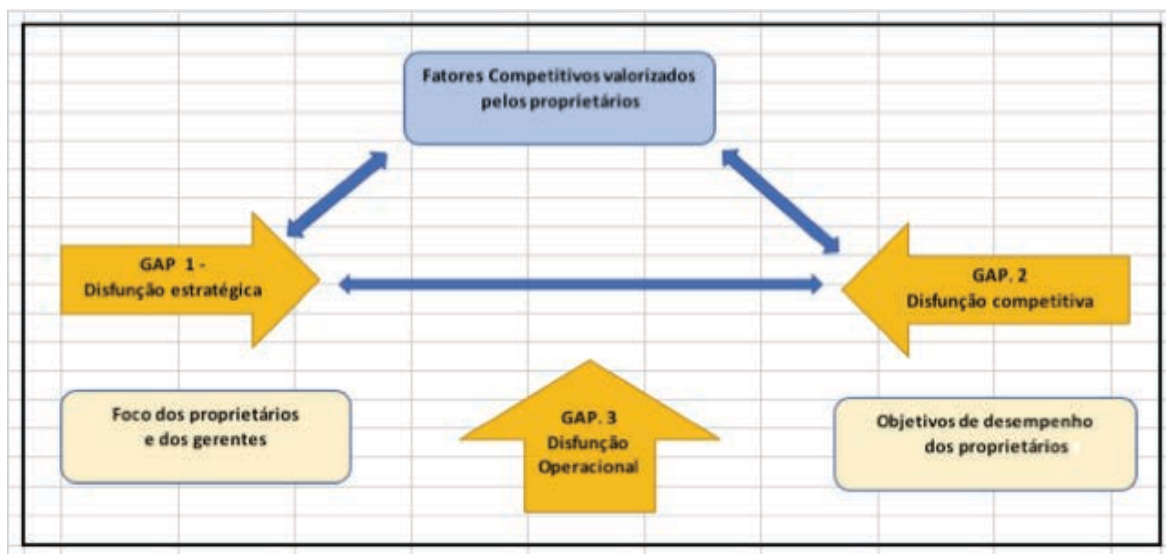 Fatores Competitivos valorizados
pelos proprietários
GAP 1 -
Disfunção estratégica
GAP. 2
Disfunção competitiva
Foco dos proprietários
e dos gerentes
GAP. 3
Disfunção
Operacional
Objetivos de desempenho
dos proprietários